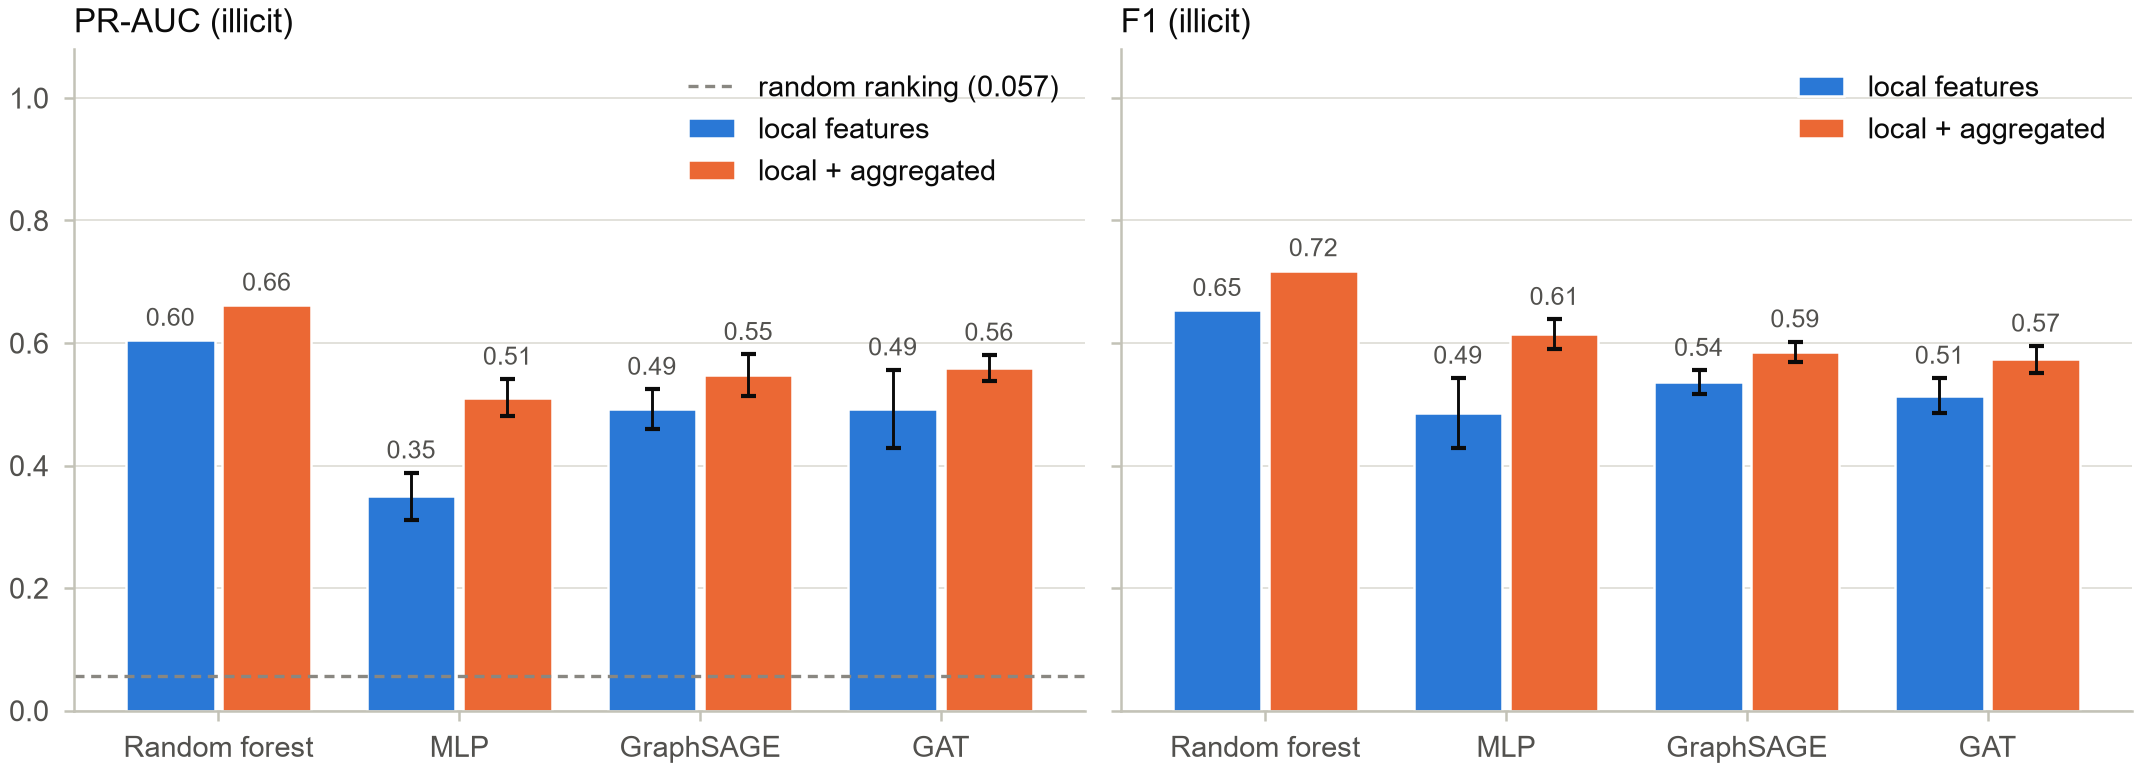 PR-AUC (illicit)
random ranking (0.057)
local features
local + aggregated
1.0
0.8
0.6
0.4
0.2
0.0
0.60
0.66
0.35
0.51
0.49
0.55
0.49
0.56
Random forest
MLP
GraphSAGE
GAT
F1 (illicit)
local features
local + aggregated
0.65
0.72
0.49
0.61
0.54
0.59
0.51
0.57
Random forest
MLP
GraphSAGE
GAT